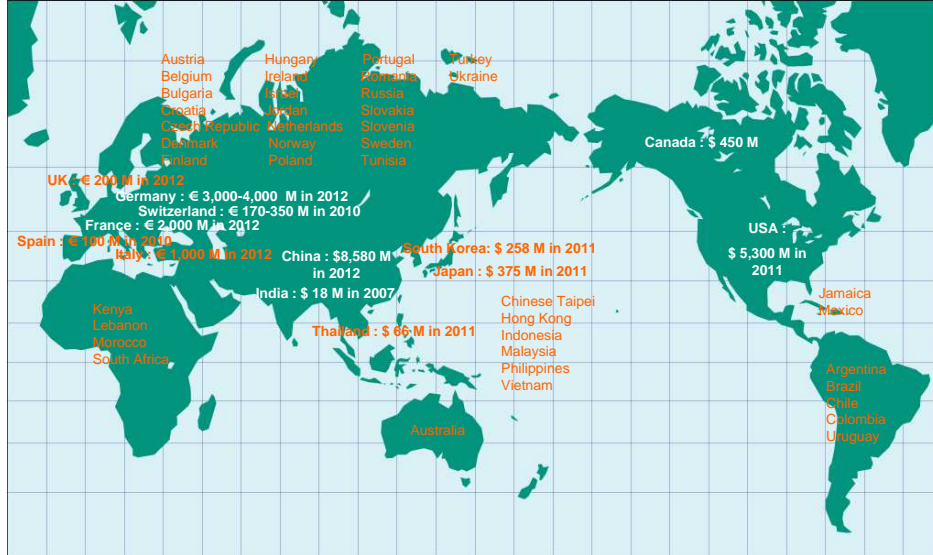 Austria
Belgium
Bulgaria
Croatia
Czech Republic
Denmark
Finland
Hungary
Ireland
Israel
Jordan
Netherlands
Norway
Poland
Portugal
Romania
Russia
Slovakia
Slovenia
Sweden
Tunisia
Turkey
Ukraine
Canada : $ 450 M
UK : € 200 M in 2012
Germany : € 3,000-4,000 M in 2012
Switzerland : € 170-350 M in 2010
France : € 2,000 M in 2012
Spain : € 100 M in 2010
Italy : € 1,000 M in 2012
China : $8,580 M
in 2012
South Korea: $ 258 M in 2011
Japan : $ 375 M in 2011
India : $ 18 M in 2007
Thailand : $ 66 M in 2011
USA :
$ 5,300 M in
2011
Kenya
Lebanon
Morocco
South Africa
Chinese Taipei
Hong Kong
Indonesia
Malaysia
Philippines
Vietnam
Jamaica
Mexico
Argentina
Brazil
Chile
Colombia
Uruguay
Australia